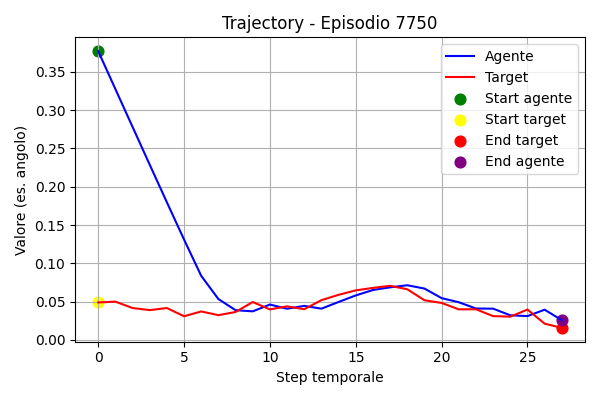 Trajectory - Episodio 7750
Valore (es. angolo)
0.35
0.30
0.25
0.20
0.15
0.10
0.05
0.00
Agente
Target
Start agente
Start target
End target
End agente
0 5 10 15 20 25
Step temporale